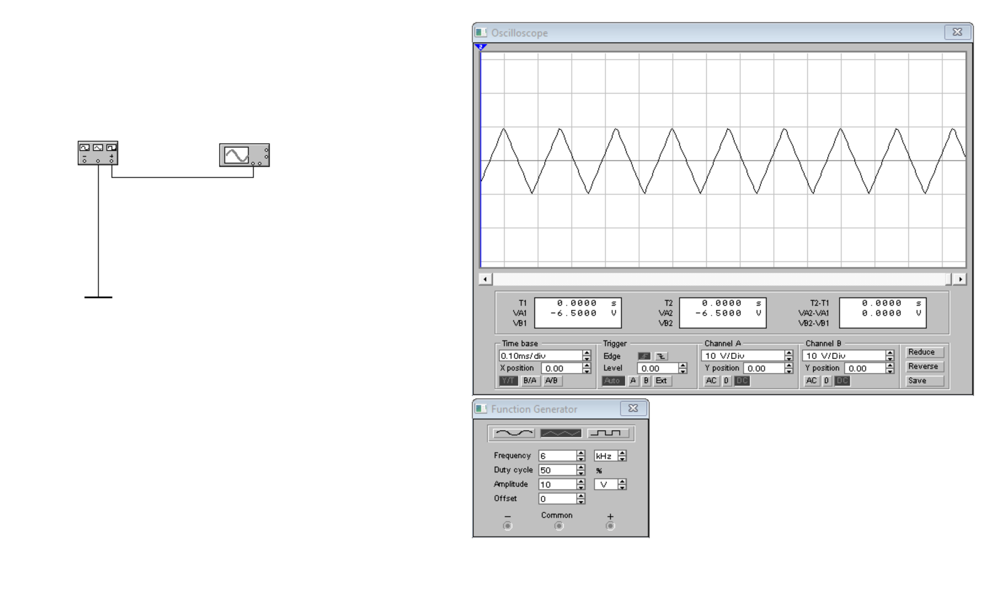 Oscilloscope
2
- +
T1 0.0000 s T2 0.0000 s T2-T1 0.0000 s
VA1 -6.5000 V VA2 -6.5000 V VA2-VA1 0.0000 V
VB1 VB2 VB2-VB1
Time base Trigger Channel A Channel B
0.10ms/div Edge 10 V/Div 10 V/Div Reduce
X position 0.00 Level 0.00 Y position 0.00 Y position 0.00 Reverse
Y/T B/A A/B Auto A B Ext AC 0 DC AC 0 DC Save
Function Generator
Frequency 6 kHz
Duty cycle 50 %
Amplitude 10 V
Offset 0
- Common +